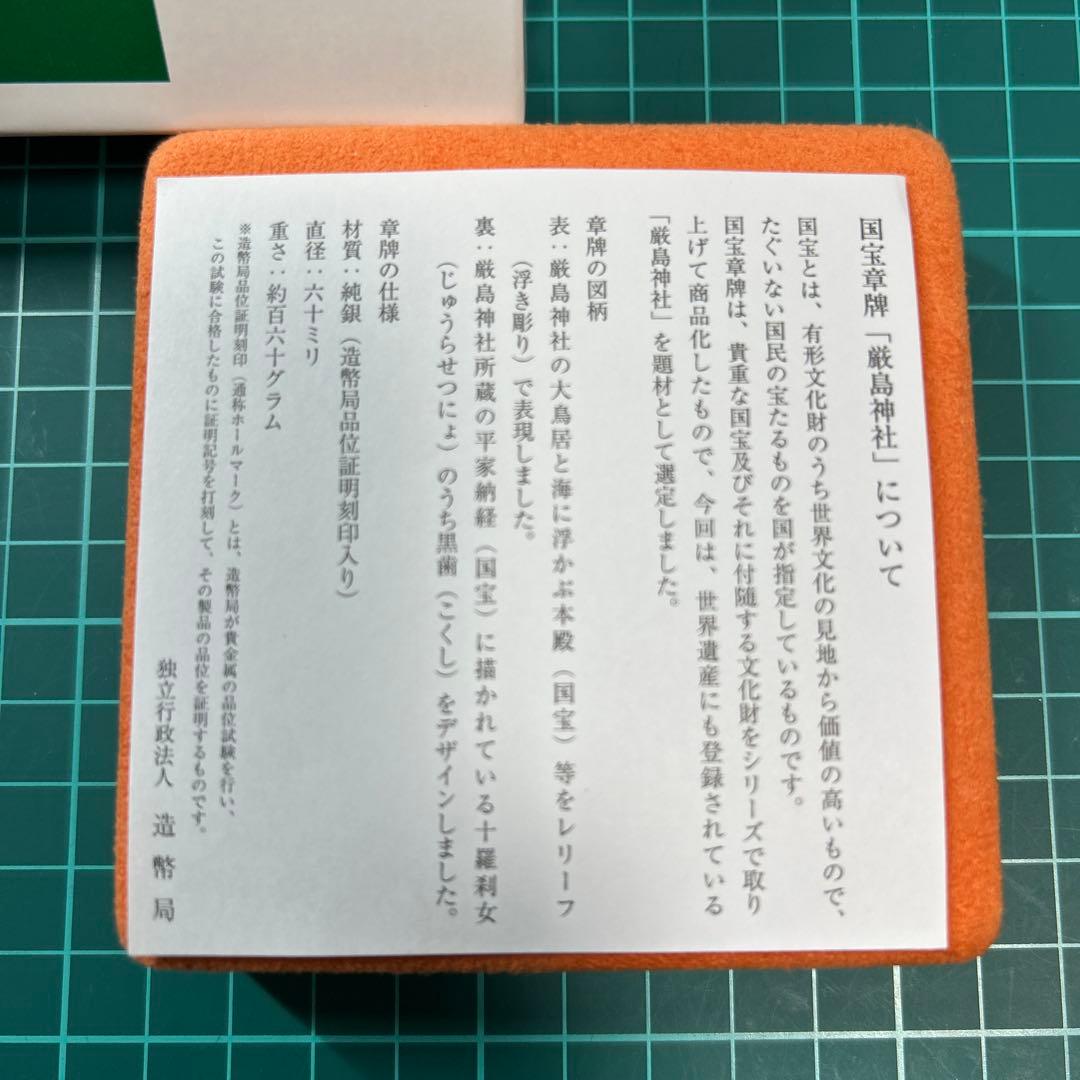 国宝章牌「厳島神社」について
国宝とは、有形文化財のうち世界文化の見地から価値の高いもので、
たぐいない国民の宝たるものを国が指定しているものです。
国宝章牌は、貴重な国宝及びそれに付随する文化財をシリーズで取り
上げて商品化したもので、今回は、世界遺産にも登録されている
「厳島神社」を題材として選定しました。
章牌の図柄
表：厳島神社の大鳥居と海に浮かぶ本殿（国宝）等をレリーフ
（浮き彫り）で表現しました。
裏：厳島神社所蔵の平家納経（国宝）に描かれている十羅刹女
（じゅうらせつにょ）のうち黒歯（こくし）をデザインしました。
章牌の仕様
材質：純銀（造幣局品位証明刻印入り）
直径：六十ミリ
重さ：約百六十グラム
※造幣局品位証明刻印（通称ホールマーク）とは、造幣局が貴金属の品位試験を行い、
この試験に合格したものに証明記号を打刻して、その製品の品位を証明するものです。
独立行政法人 造幣局